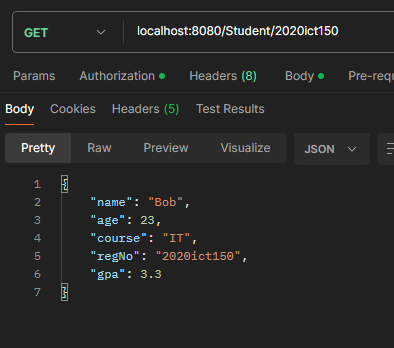 GET localhost:8080/Student/2020ict150
Params Authorization Headers (8) Body Pre-requ
Body Cookies Headers (5) Test Results
Pretty Raw Preview Visualize JSON
1 {
2 "name": "Bob",
3 "age": 23,
4 "course": "IT",
5 "regNo": "2020ict150",
6 "gpa": 3.3
7 }